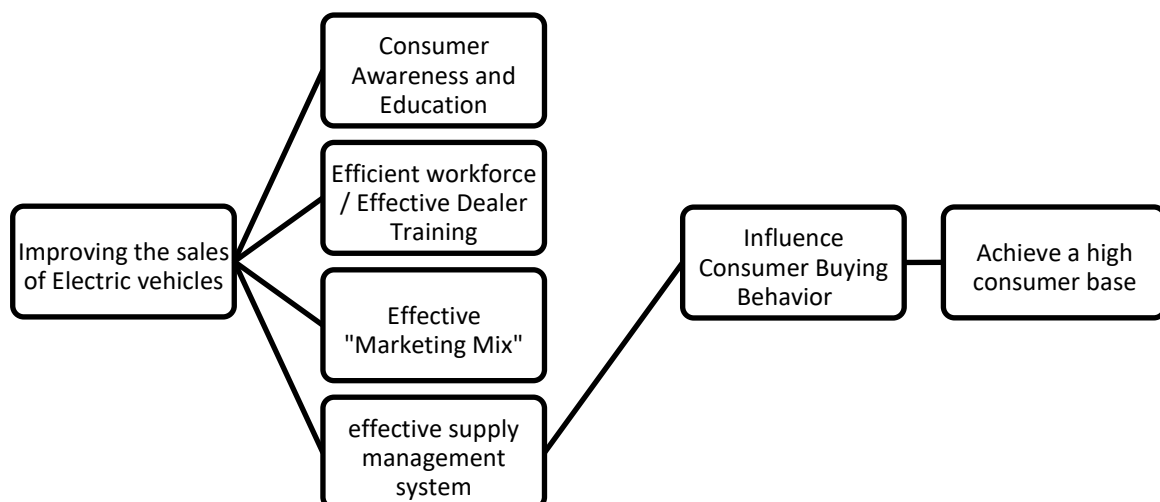 Consumer
Awareness and
Education
Efficient workforce
/ Effective Dealer
Training
Improving the sales
of Electric vehicles
Influence
Consumer Buying
Behavior
Achieve a high
consumer base
Effective
"Marketing Mix"
effective supply
management
system